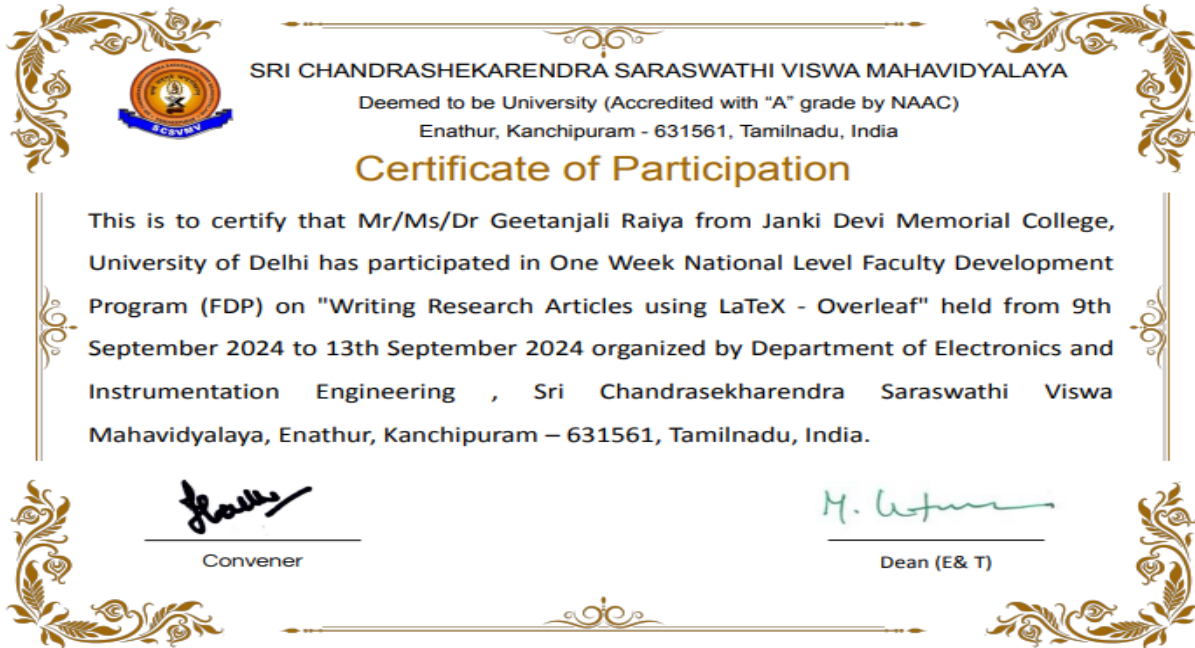 SRI CHANDRASHEKARENDRA SARASWATHI VISWA MAHAVIDYALAYA
Deemed to be University (Accredited with “A” grade by NAAC)
Enathur, Kanchipuram - 631561, Tamilnadu, India
SCSVMV
Certificate of Participation
This is to certify that Mr/Ms/Dr Geetanjali Raiya from Janki Devi Memorial College,
University of Delhi has participated in One Week National Level Faculty Development
Program (FDP) on "Writing Research Articles using LaTeX - Overleaf" held from 9th
September 2024 to 13th September 2024 organized by Department of Electronics and
Instrumentation Engineering , Sri Chandrasekharendra Saraswathi Viswa
Mahavidyalaya, Enathur, Kanchipuram – 631561, Tamilnadu, India.
M.
Convener
Dean (E& T)